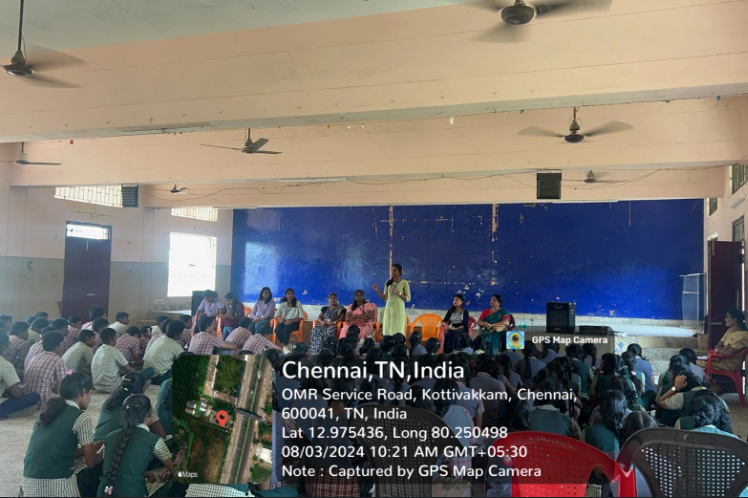 GPS Map Camera
Chennai,TN,India
OMR Service Road, Kottivakkam, Chennai,
600041, TN, India
Lat 12.975436, Long 80.250498
08/03/2024 10:21 AM GMT+05:30
Note : Captured by GPS Map Camera
Maps